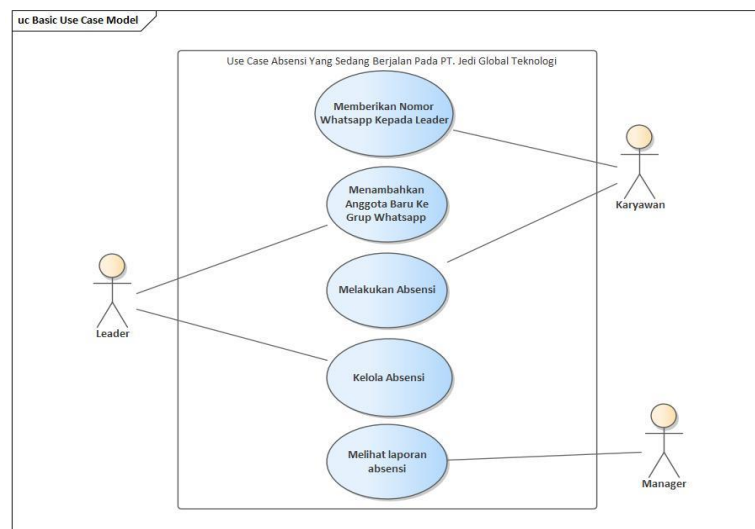 uc Basic Use Case Model
Use Case Absensi Yang Sedang Berjalan Pada PT. Jedi Global Teknologi
Memberikan Nomor
Whatsapp Kepada Leader
Menambahkan
Anggota Baru Ke
Grup Whatsapp
Karyawan
Melakukan Absensi
Leader
Kelola Absensi
Melihat laporan
absensi
Manager